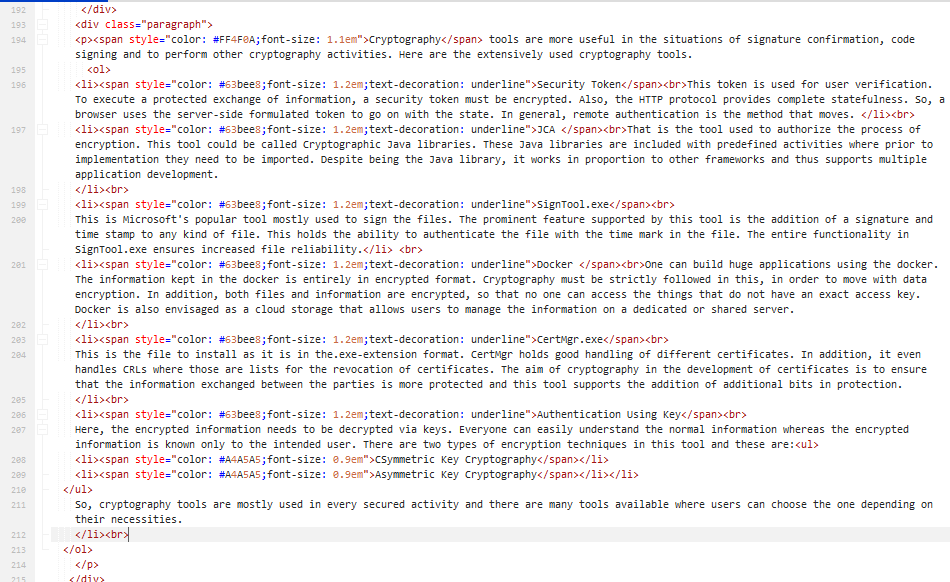 192 </div>
193 <div class="paragraph">
194 <p><span style="color: #FF4F0A;font-size: 1.1em">Cryptography</span> tools are more useful in the situations of signature confirmation, code
signing and to perform other cryptography activities. Here are the extensively used cryptography tools.
195 <ol>
196 <li><span style="color: #63bee8;font-size: 1.2em;text-decoration: underline">Security Token</span><br>This token is used for user verification.
To execute a protected exchange of information, a security token must be encrypted. Also, the HTTP protocol provides complete statefulness. So, a
browser uses the server-side formulated token to go on with the state. In general, remote authentication is the method that moves. </li><br>
197 <li><span style="color: #63bee8;font-size: 1.2em;text-decoration: underline">JCA </span><br>That is the tool used to authorize the process of
encryption. This tool could be called Cryptographic Java libraries. These Java libraries are included with predefined activities where prior to
implementation they need to be imported. Despite being the Java library, it works in proportion to other frameworks and thus supports multiple
application development.
198 </li><br>
199 <li><span style="color: #63bee8;font-size: 1.2em;text-decoration: underline">SignTool.exe</span><br>
200 This is Microsoft's popular tool mostly used to sign the files. The prominent feature supported by this tool is the addition of a signature and
time stamp to any kind of file. This holds the ability to authenticate the file with the time mark in the file. The entire functionality in
SignTool.exe ensures increased file reliability.</li> <br>
201 <li><span style="color: #63bee8;font-size: 1.2em;text-decoration: underline">Docker </span><br>One can build huge applications using the docker.
The information kept in the docker is entirely in encrypted format. Cryptography must be strictly followed in this, in order to move with data
encryption. In addition, both files and information are encrypted, so that no one can access the things that do not have an exact access key.
Docker is also envisaged as a cloud storage that allows users to manage the information on a dedicated or shared server.
202 </li><br>
203 <li><span style="color: #63bee8;font-size: 1.2em;text-decoration: underline">CertMgr.exe</span><br>
204 This is the file to install as it is in the.exe-extension format. CertMgr holds good handling of different certificates. In addition, it even
handles CRLs where those are lists for the revocation of certificates. The aim of cryptography in the development of certificates is to ensure
that the information exchanged between the parties is more protected and this tool supports the addition of additional bits in protection.
205 </li><br>
206 <li><span style="color: #63bee8;font-size: 1.2em;text-decoration: underline">Authentication Using Key</span><br>
207 Here, the encrypted information needs to be decrypted via keys. Everyone can easily understand the normal information whereas the encrypted
information is known only to the intended user. There are two types of encryption techniques in this tool and these are:<ul>
208 <li><span style="color: #A4A5A5;font-size: 0.9em">CSymmetric Key Cryptography</span></li>
209 <li><span style="color: #A4A5A5;font-size: 0.9em">Asymmetric Key Cryptography</span></li></li>
210 </ul>
211 So, cryptography tools are mostly used in every secured activity and there are many tools available where users can choose the one depending on
their necessities.
212 </li><br>
213 </ol>
214 </p>
215 </div>